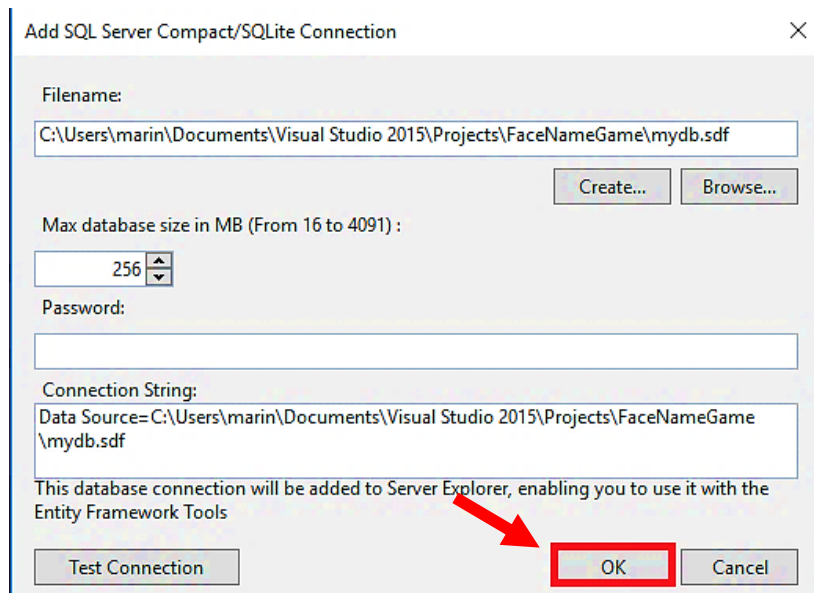 Add SQL Server Compact/SQLite Connection
Filename:
C:\Users\marin\Documents\Visual Studio 2015\Projects\FaceNameGame\mydb.sdf
Create... Browse...
Max database size in MB (From 16 to 4091) :
256
Password:
Connection String:
Data Source=C:\Users\marin\Documents\Visual Studio 2015\Projects\FaceNameGame
\mydb.sdf
This database connection will be added to Server Explorer, enabling you to use it with the
Entity Framework Tools
Test Connection OK Cancel